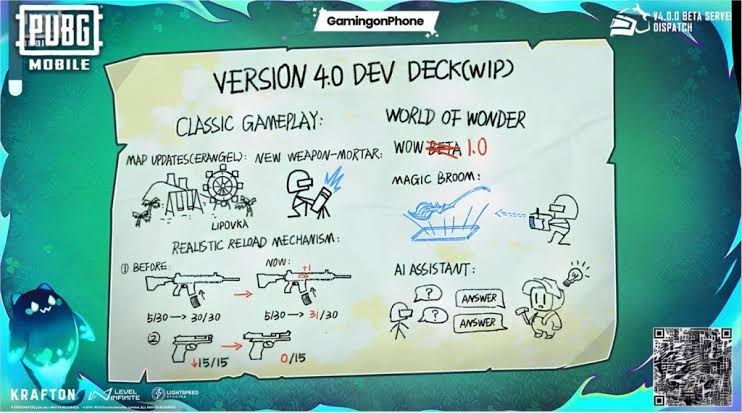 PUBG
MOBILE
GamingonPhone
V4.0.0 BETA SERVER
DISPATCH
VERSION 4.0 DEV DECK(WIP)
CLASSIC GAMEPLAY:
MAP UPDATES(ERANGEL):
NEW WEAPON-MORTAR:
LIPOVKA
REALISTIC RELOAD MECHANISM:
① BEFORE:
NOW:
+1
5/30 → 30/30
5/30 → 31/30
②
↓15/15
0/15
WORLD OF WONDER
WOW BETA 1.0
MAGIC BROOM:
AI ASSISTANT:
?
ANSWER
?
ANSWER
KRAFTON
LEVEL
INFINITE
LIGHTSPEED
STUDIOS